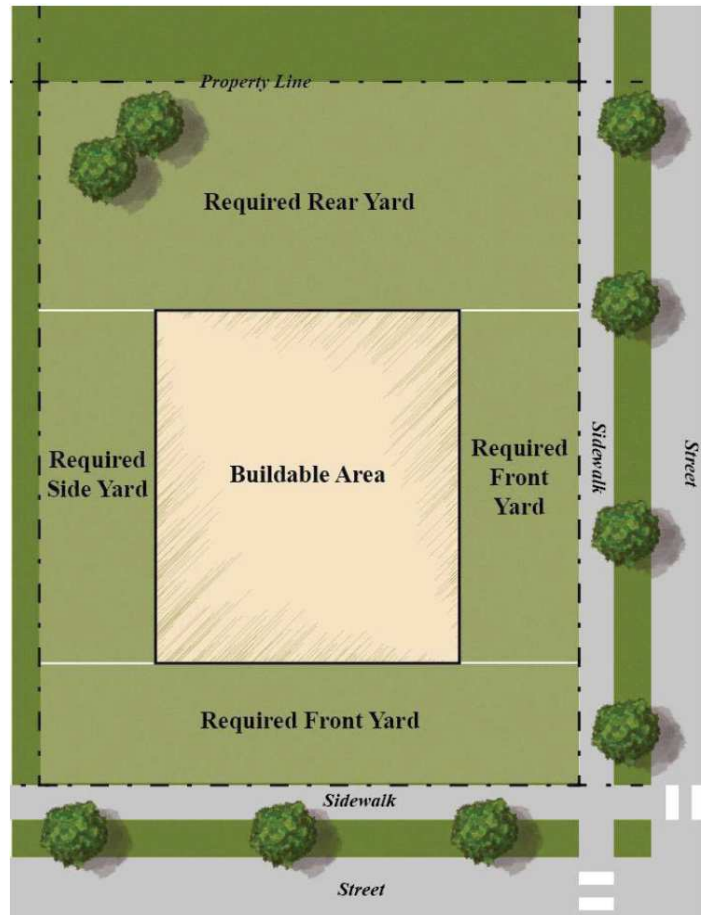 Property Line
Required Rear Yard
Required
Side Yard
Buildable Area
Required
Front
Yard
Sidewalk
Street
Required Front Yard
Sidewalk
Street